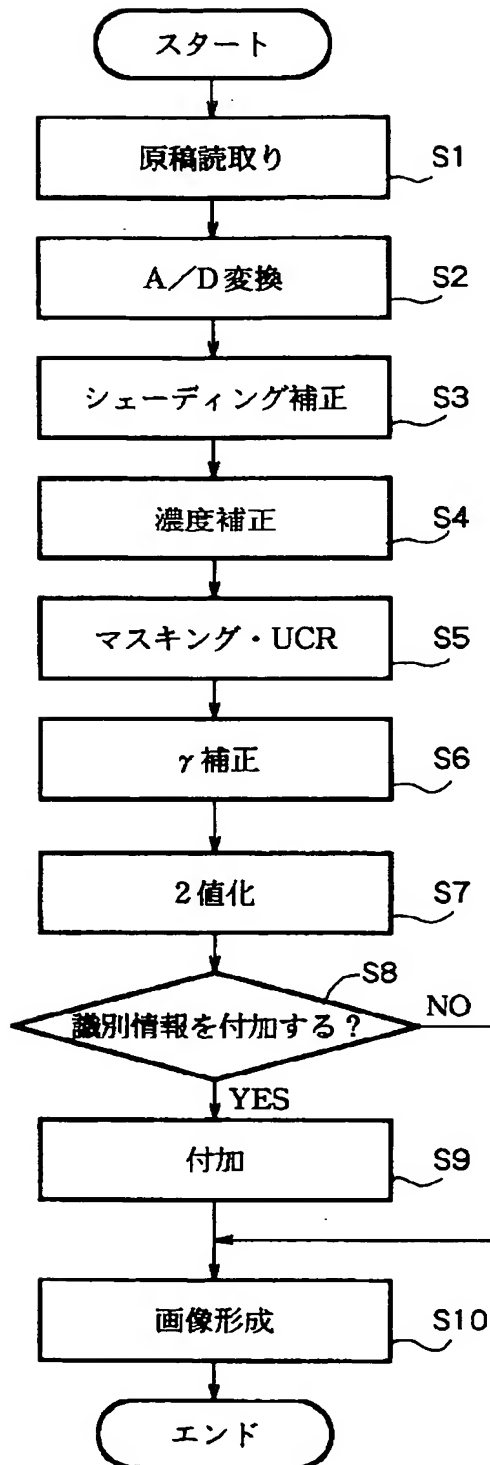 スタート
原稿読取り
S1
A/D変換
S2
シェーディング補正
S3
濃度補正
S4
マスキング・UCR
S5
γ補正
S6
2値化
S7
S8
識別情報を付加する?
NO
YES
付加
S9
画像形成
S10
エンド